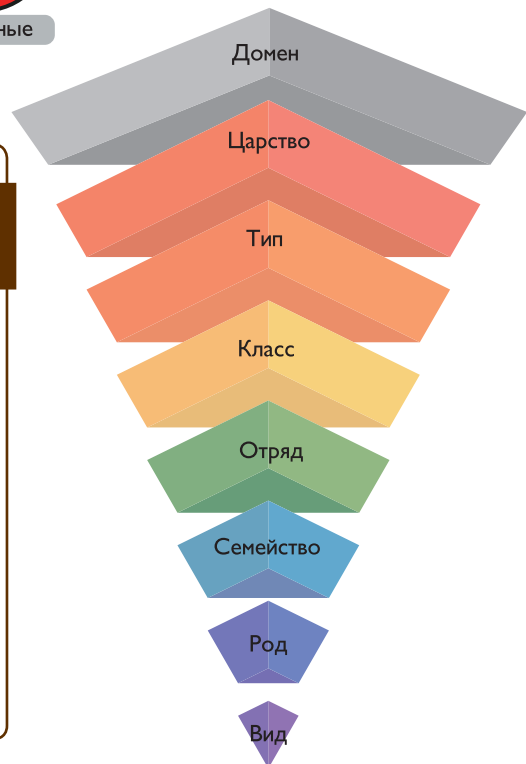 ные
Домен
Царство
Тип
Класс
Отряд
Семейство
Род
Вид